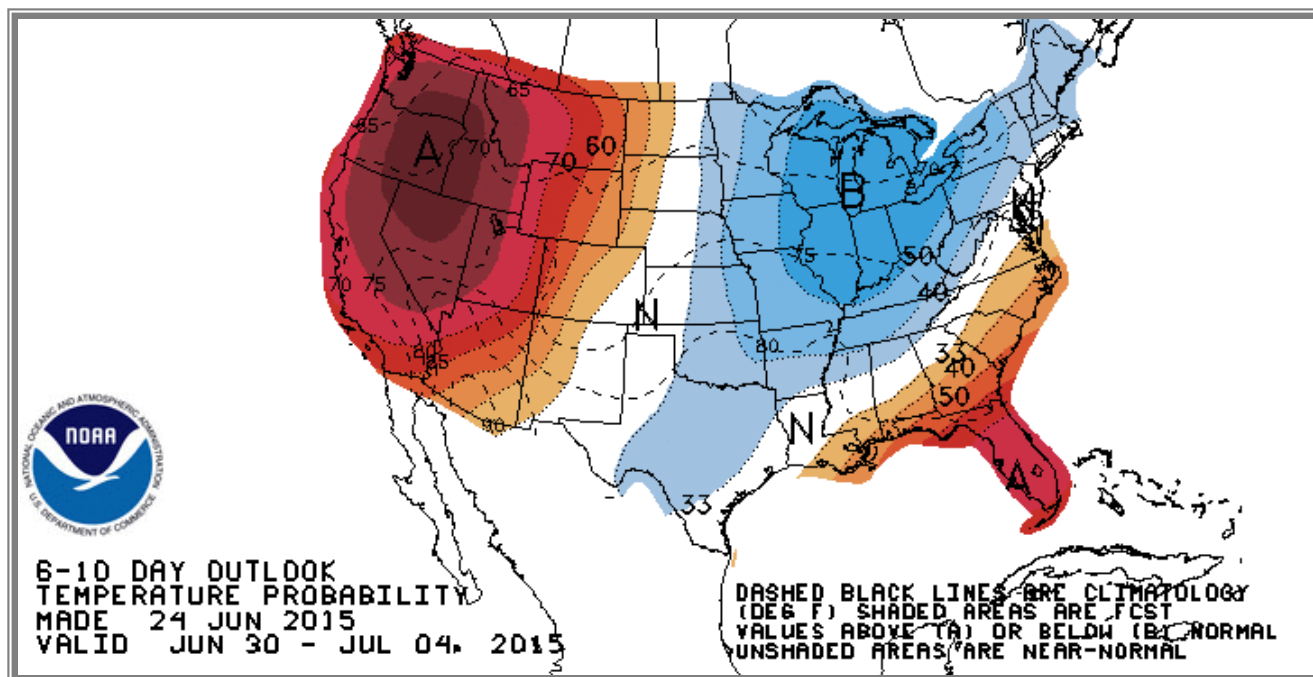 65
65
70
A
70
60
B
N
75
50
70
75
40
N
80
80
85
33
40
50
90
N
A
33
NATIONAL OCEANIC AND ATMOSPHERIC ADMINISTRATION
NOAA
U.S. DEPARTMENT OF COMMERCE
6-10 DAY OUTLOOK
TEMPERATURE PROBABILITY
MADE 24 JUN 2015
VALID JUN 30 - JUL 04, 2015
DASHED BLACK LINES ARE CLIMATOLOGY
(DEG F) SHADED AREAS ARE FCST
VALUES ABOVE (A) OR BELOW (B) NORMAL
UNSHADED AREAS ARE NEAR-NORMAL